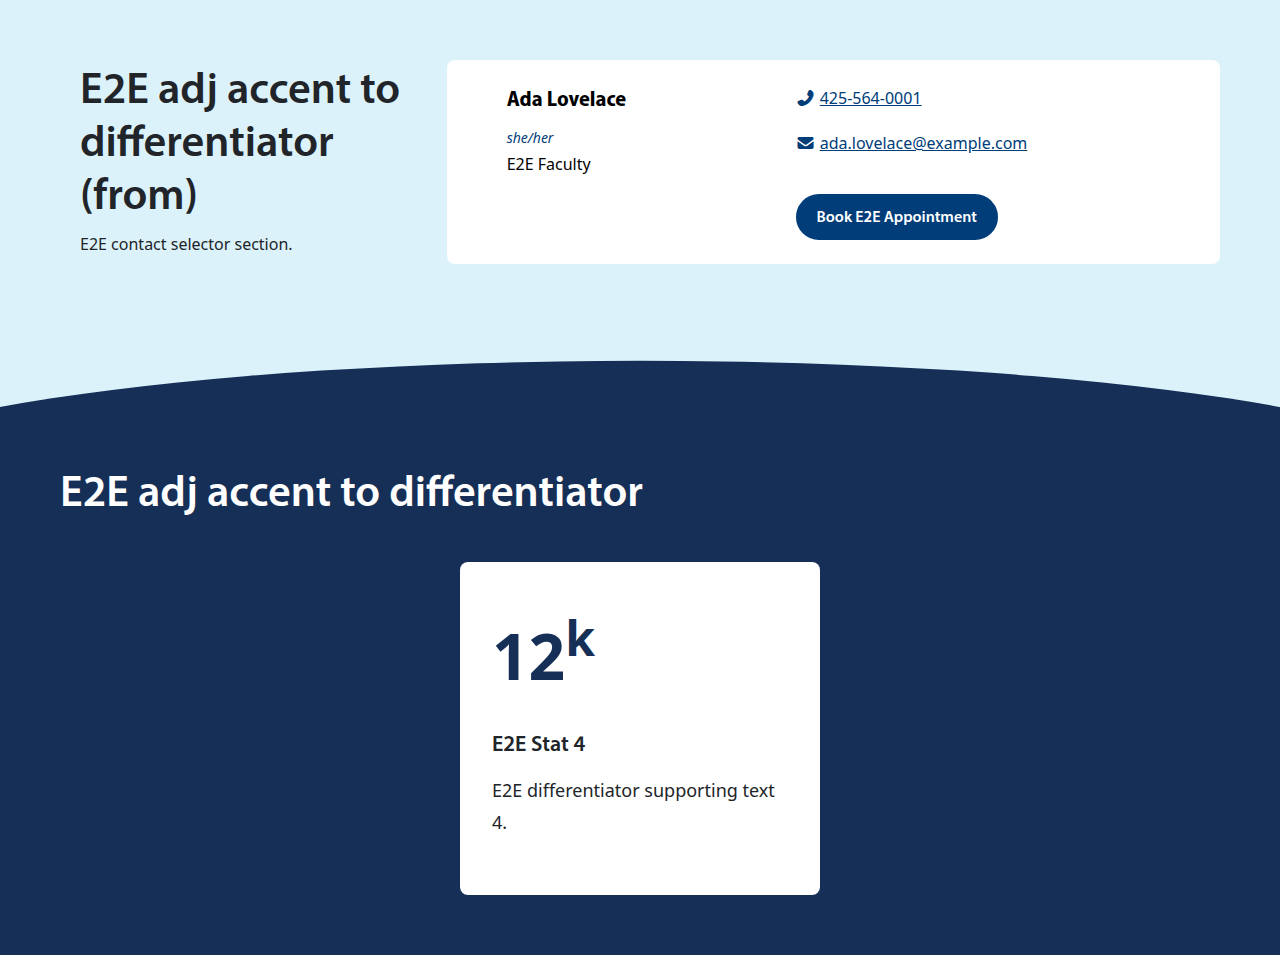 E2E adj accent to
differentiator
(from)
E2E contact selector section.
Ada Lovelace
she/her
E2E Faculty
425-564-0001
ada.lovelace@example.com
Book E2E Appointment
E2E adj accent to differentiator
12k
E2E Stat 4
E2E differentiator supporting text
4.